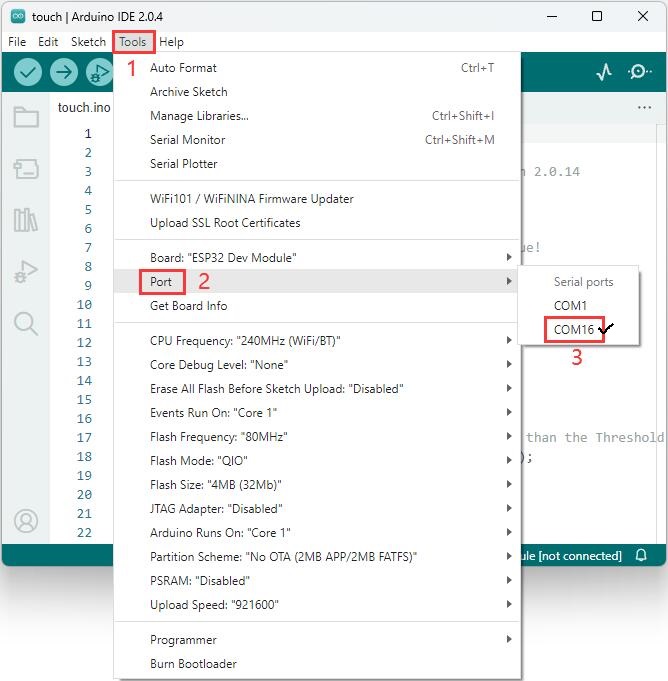 touch | Arduino IDE 2.0.4
File Edit Sketch Tools Help
1
Auto Format Ctrl+T
Archive Sketch
Manage Libraries... Ctrl+Shift+I
Serial Monitor Ctrl+Shift+M
Serial Plotter
WiFi101 / WiFiNINA Firmware Updater
Upload SSL Root Certificates
Board: "ESP32 Dev Module"
Port 2
Get Board Info
CPU Frequency: "240MHz (WiFi/BT)"
Core Debug Level: "None"
Erase All Flash Before Sketch Upload: "Disabled"
Events Run On: "Core 1"
Flash Frequency: "80MHz"
Flash Mode: "QIO"
Flash Size: "4MB (32Mb)"
JTAG Adapter: "Disabled"
Arduino Runs On: "Core 1"
Partition Scheme: "No OTA (2MB APP/2MB FATFS)"
PSRAM: "Disabled"
Upload Speed: "921600"
Programmer
Burn Bootloader
Serial ports
COM1
COM16
3
touch.ino
1
2
3
4
5
6
7
8
9
10
11
12
13
14
15
16
17
18
19
20
21
22
2.0.14
ue!
than the Threshold
);
ule [not connected]